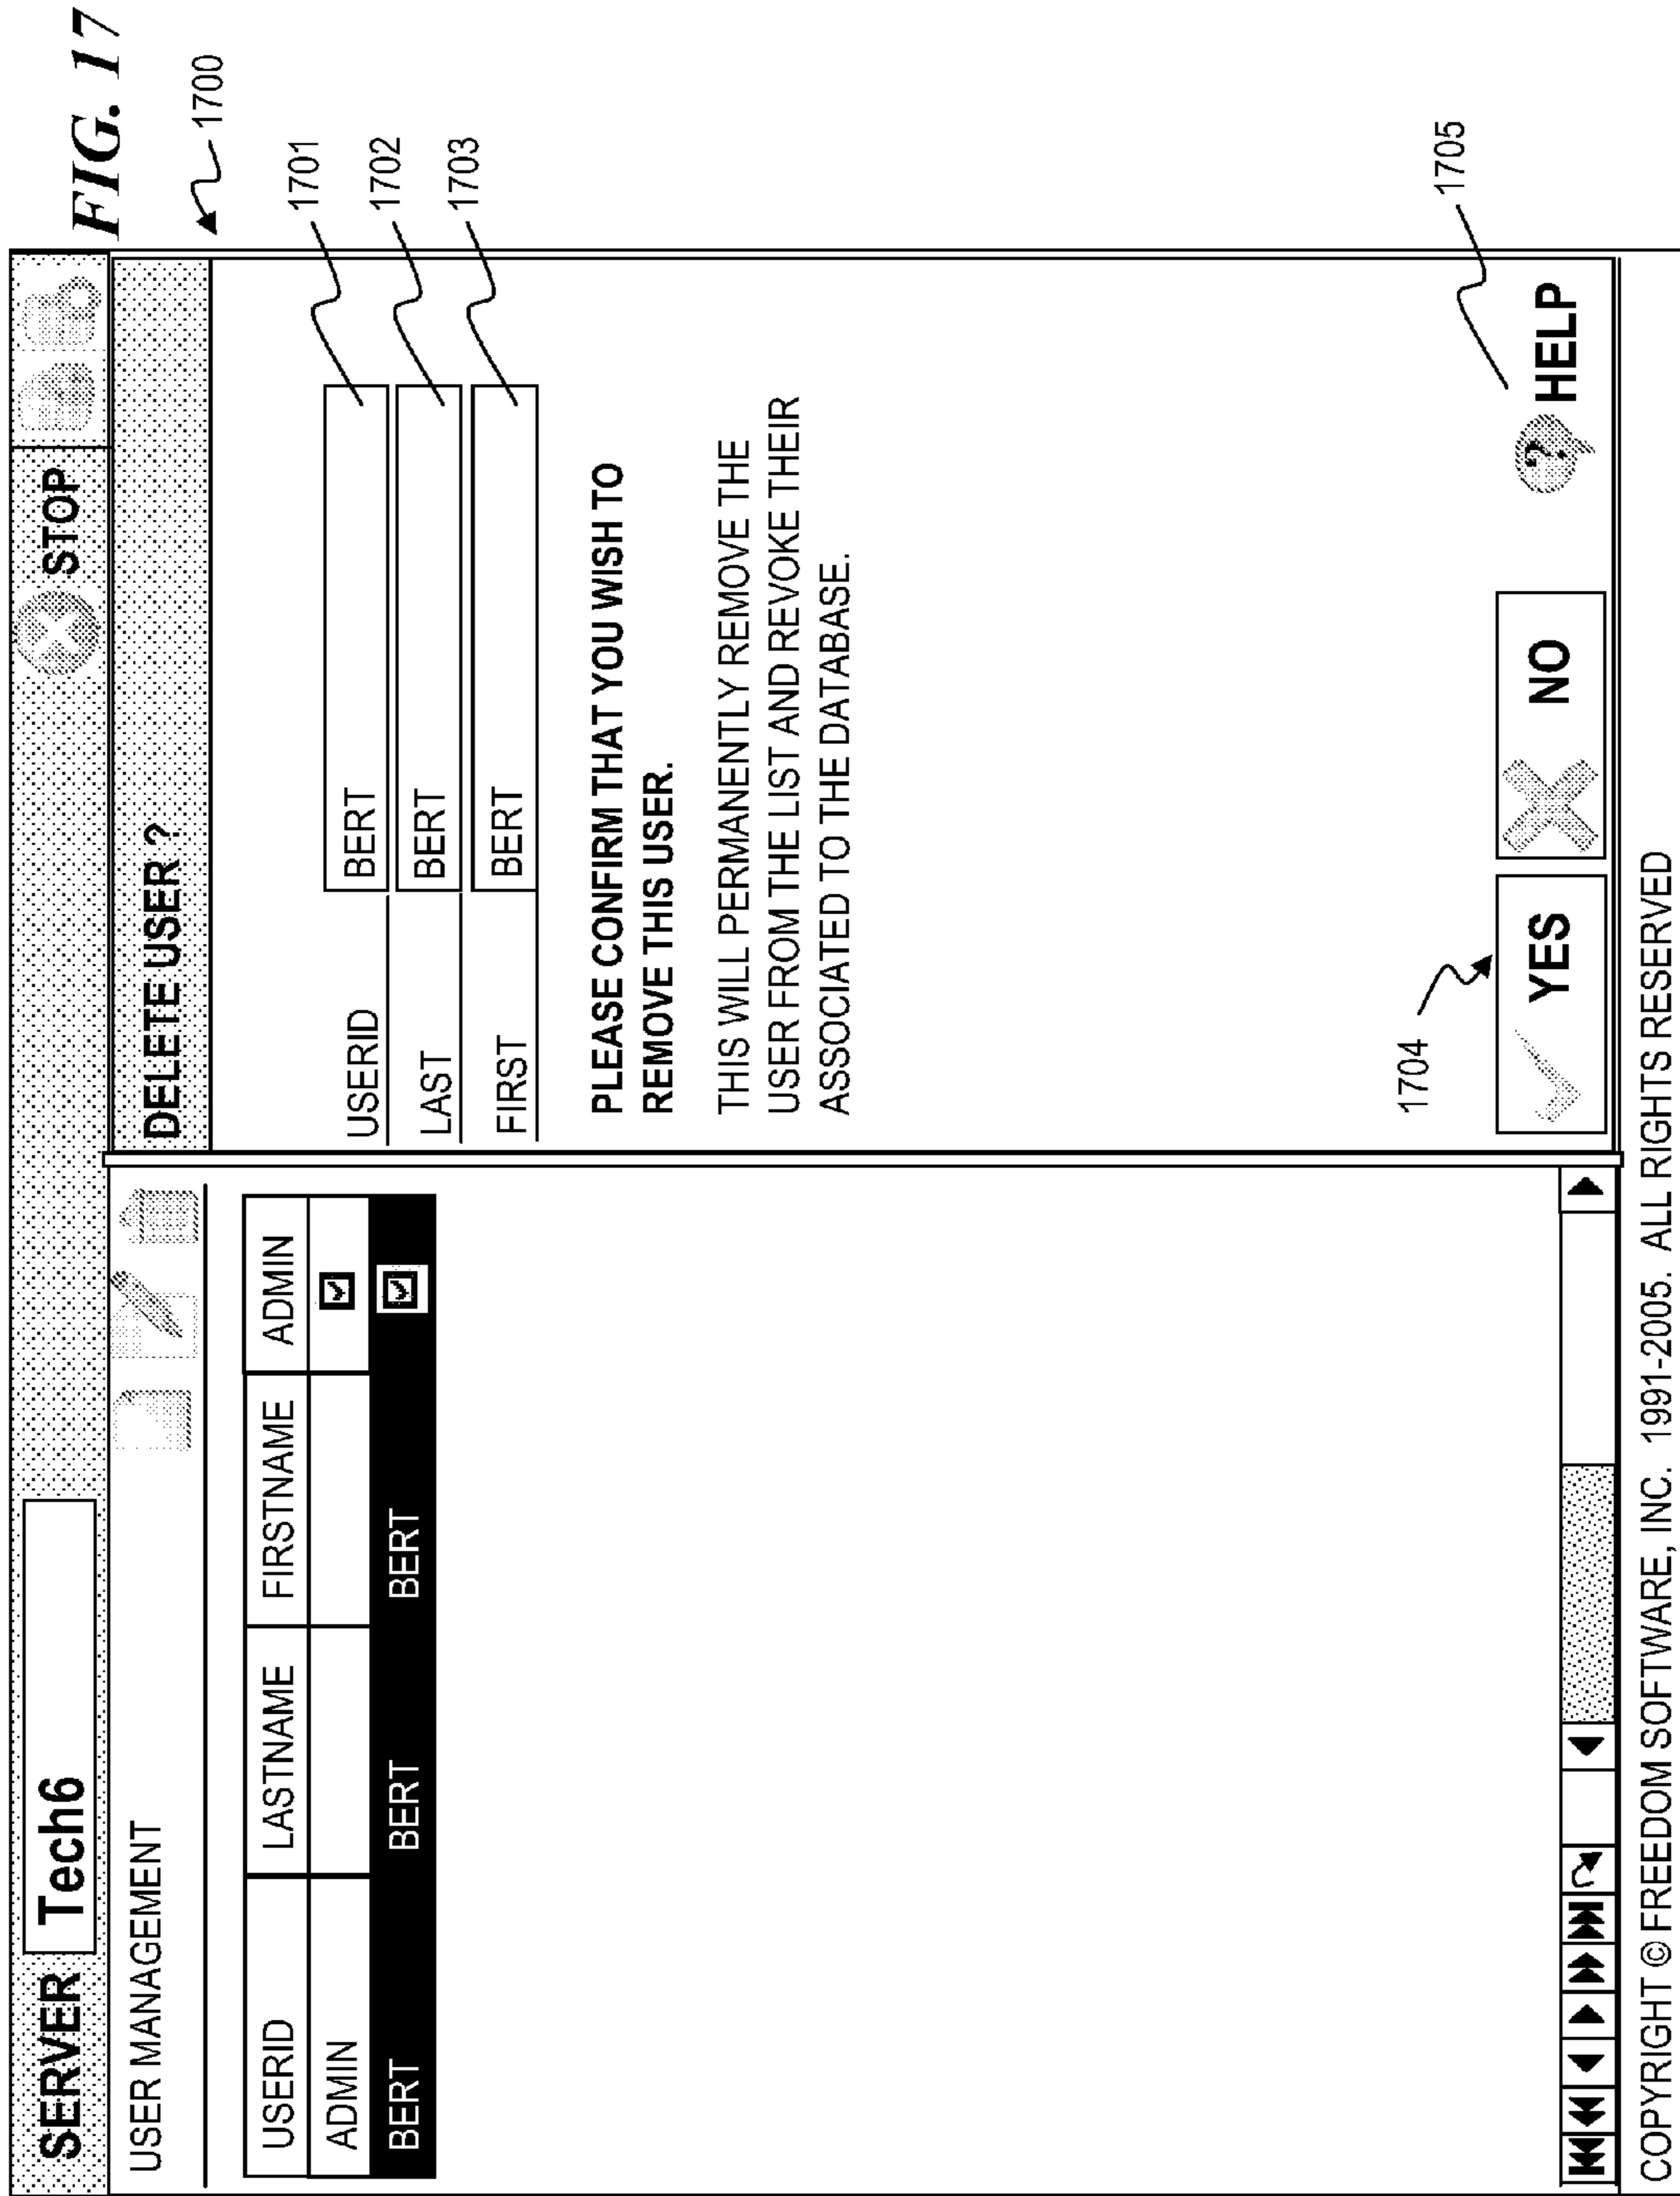 FIG. 17
1700
SERVER Tech6 STOP
USER MANAGEMENT
USERID LASTNAME FIRSTNAME ADMIN
ADMIN
BERT BERT BERT
DELETE USER ?
USERID BERT 1701
LAST BERT 1702
FIRST BERT 1703
PLEASE CONFIRM THAT YOU WISH TO
REMOVE THIS USER.
THIS WILL PERMANENTLY REMOVE THE
USER FROM THE LIST AND REVOKE THEIR
ASSOCIATED TO THE DATABASE.
1704
1705
YES NO ? HELP
COPYRIGHT © FREEDOM SOFTWARE, INC. 1991-2005. ALL RIGHTS RESERVED